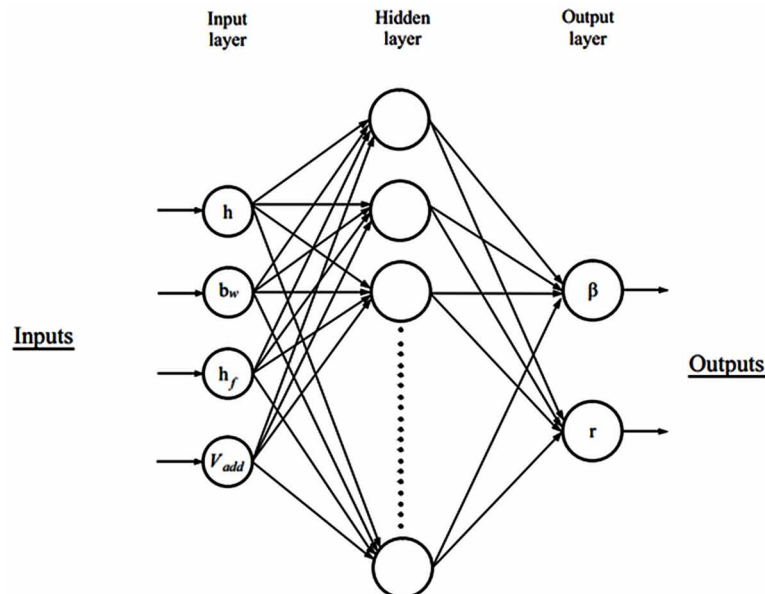 Input
layer
Hidden
layer
Output
layer
h
bw
hf
Vadd
Inputs
β
r
Outputs